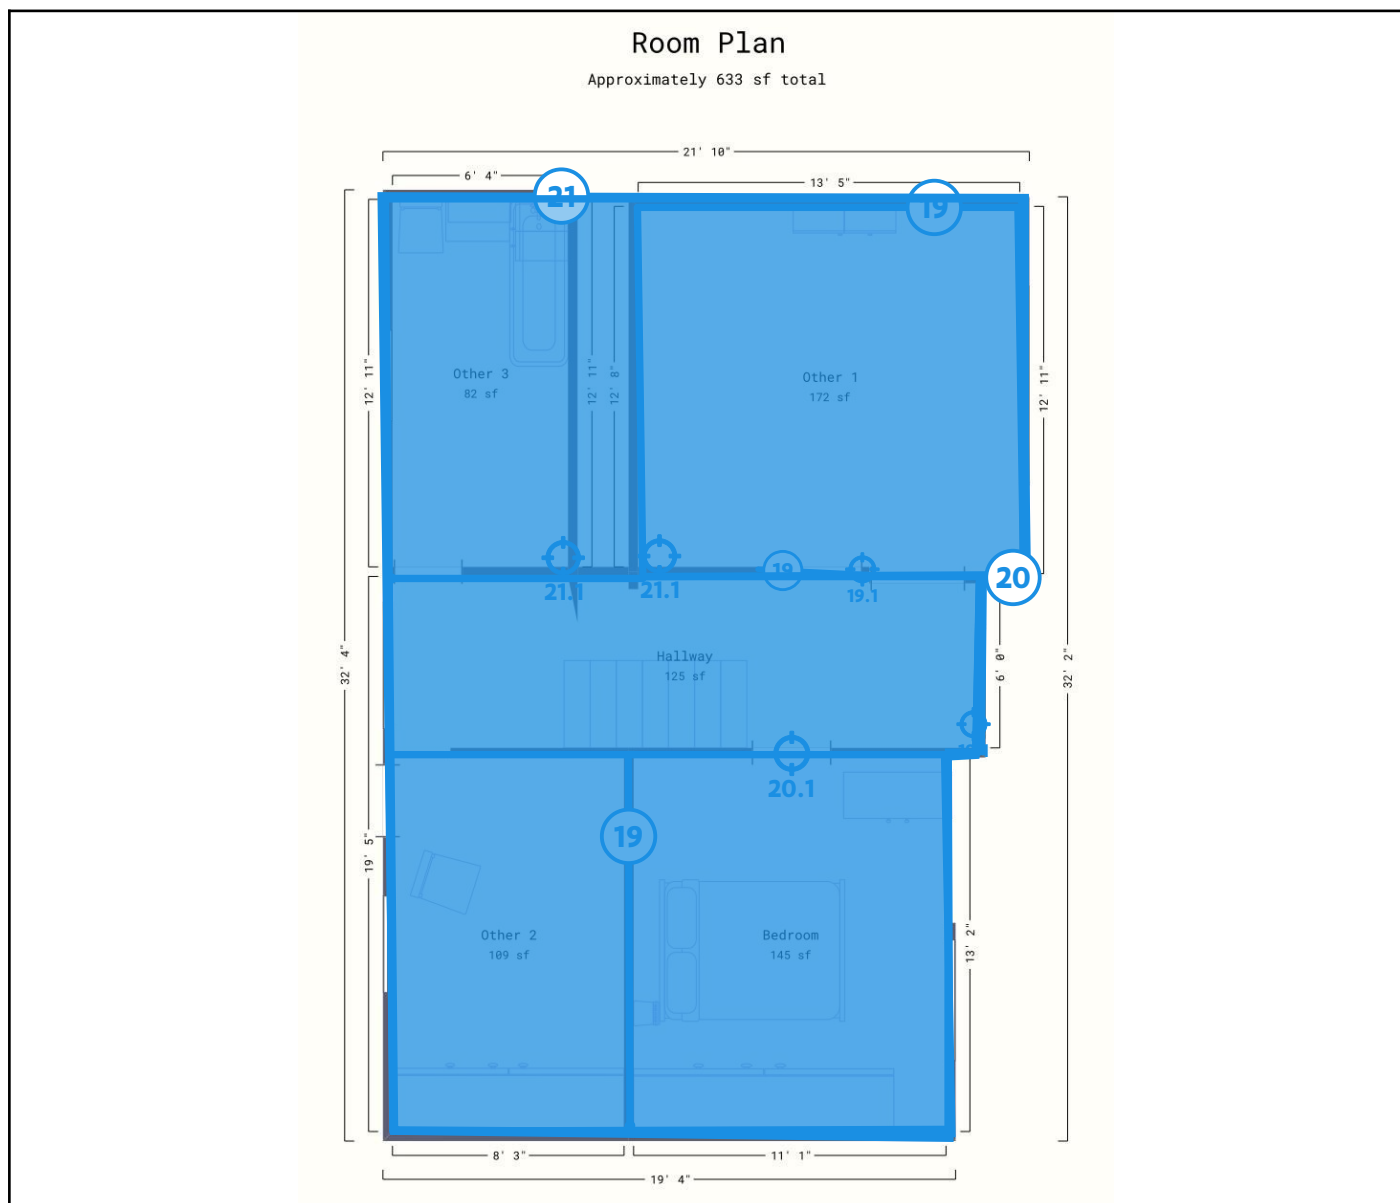 Room Plan
Approximately 633 sf total
21' 10"
6' 4"
13' 5"
21
19
12' 11"
12' 11"
12' 8"
12' 11"
Other 3
82 sf
Other 1
172 sf
21.1
21.1
19
19.1
20
32' 4"
Hallway
125 sf
6' 0"
32' 2"
20.1
19
19' 5"
13' 2"
Other 2
109 sf
Bedroom
145 sf
8' 3"
11' 1"
19' 4"